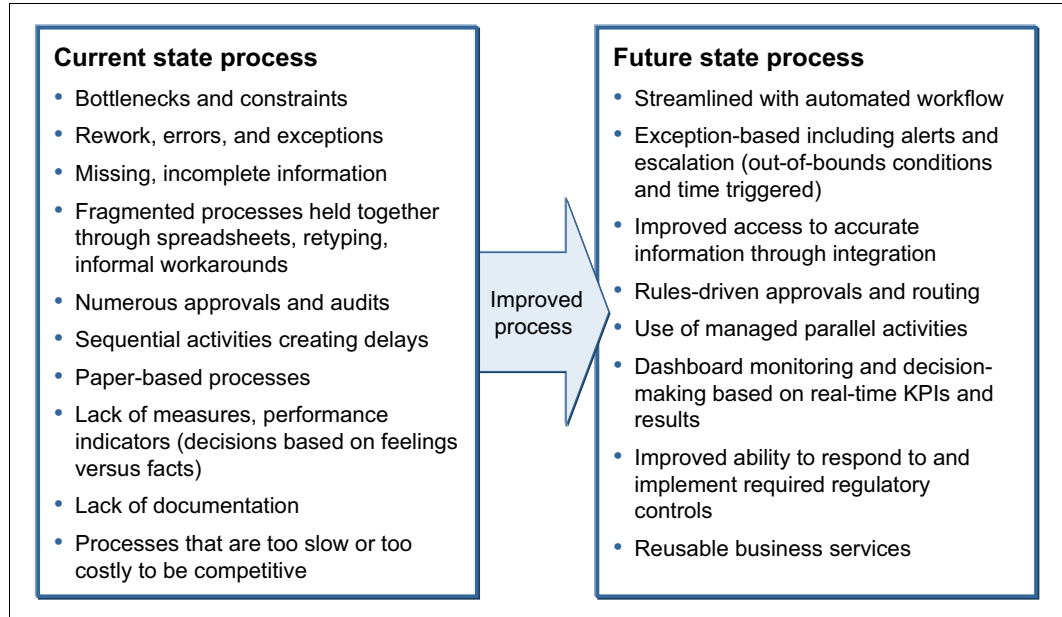 Current state process
• Bottlenecks and constraints
• Rework, errors, and exceptions
• Missing, incomplete information
• Fragmented processes held together
through spreadsheets, retyping,
informal workarounds
• Numerous approvals and audits
• Sequential activities creating delays
• Paper-based processes
• Lack of measures, performance
indicators (decisions based on feelings
versus facts)
• Lack of documentation
• Processes that are too slow or too
costly to be competitive
Improved
process
Future state process
• Streamlined with automated workflow
• Exception-based including alerts and
escalation (out-of-bounds conditions
and time triggered)
• Improved access to accurate
information through integration
• Rules-driven approvals and routing
• Use of managed parallel activities
• Dashboard monitoring and decision-
making based on real-time KPIs and
results
• Improved ability to respond to and
implement required regulatory
controls
• Reusable business services